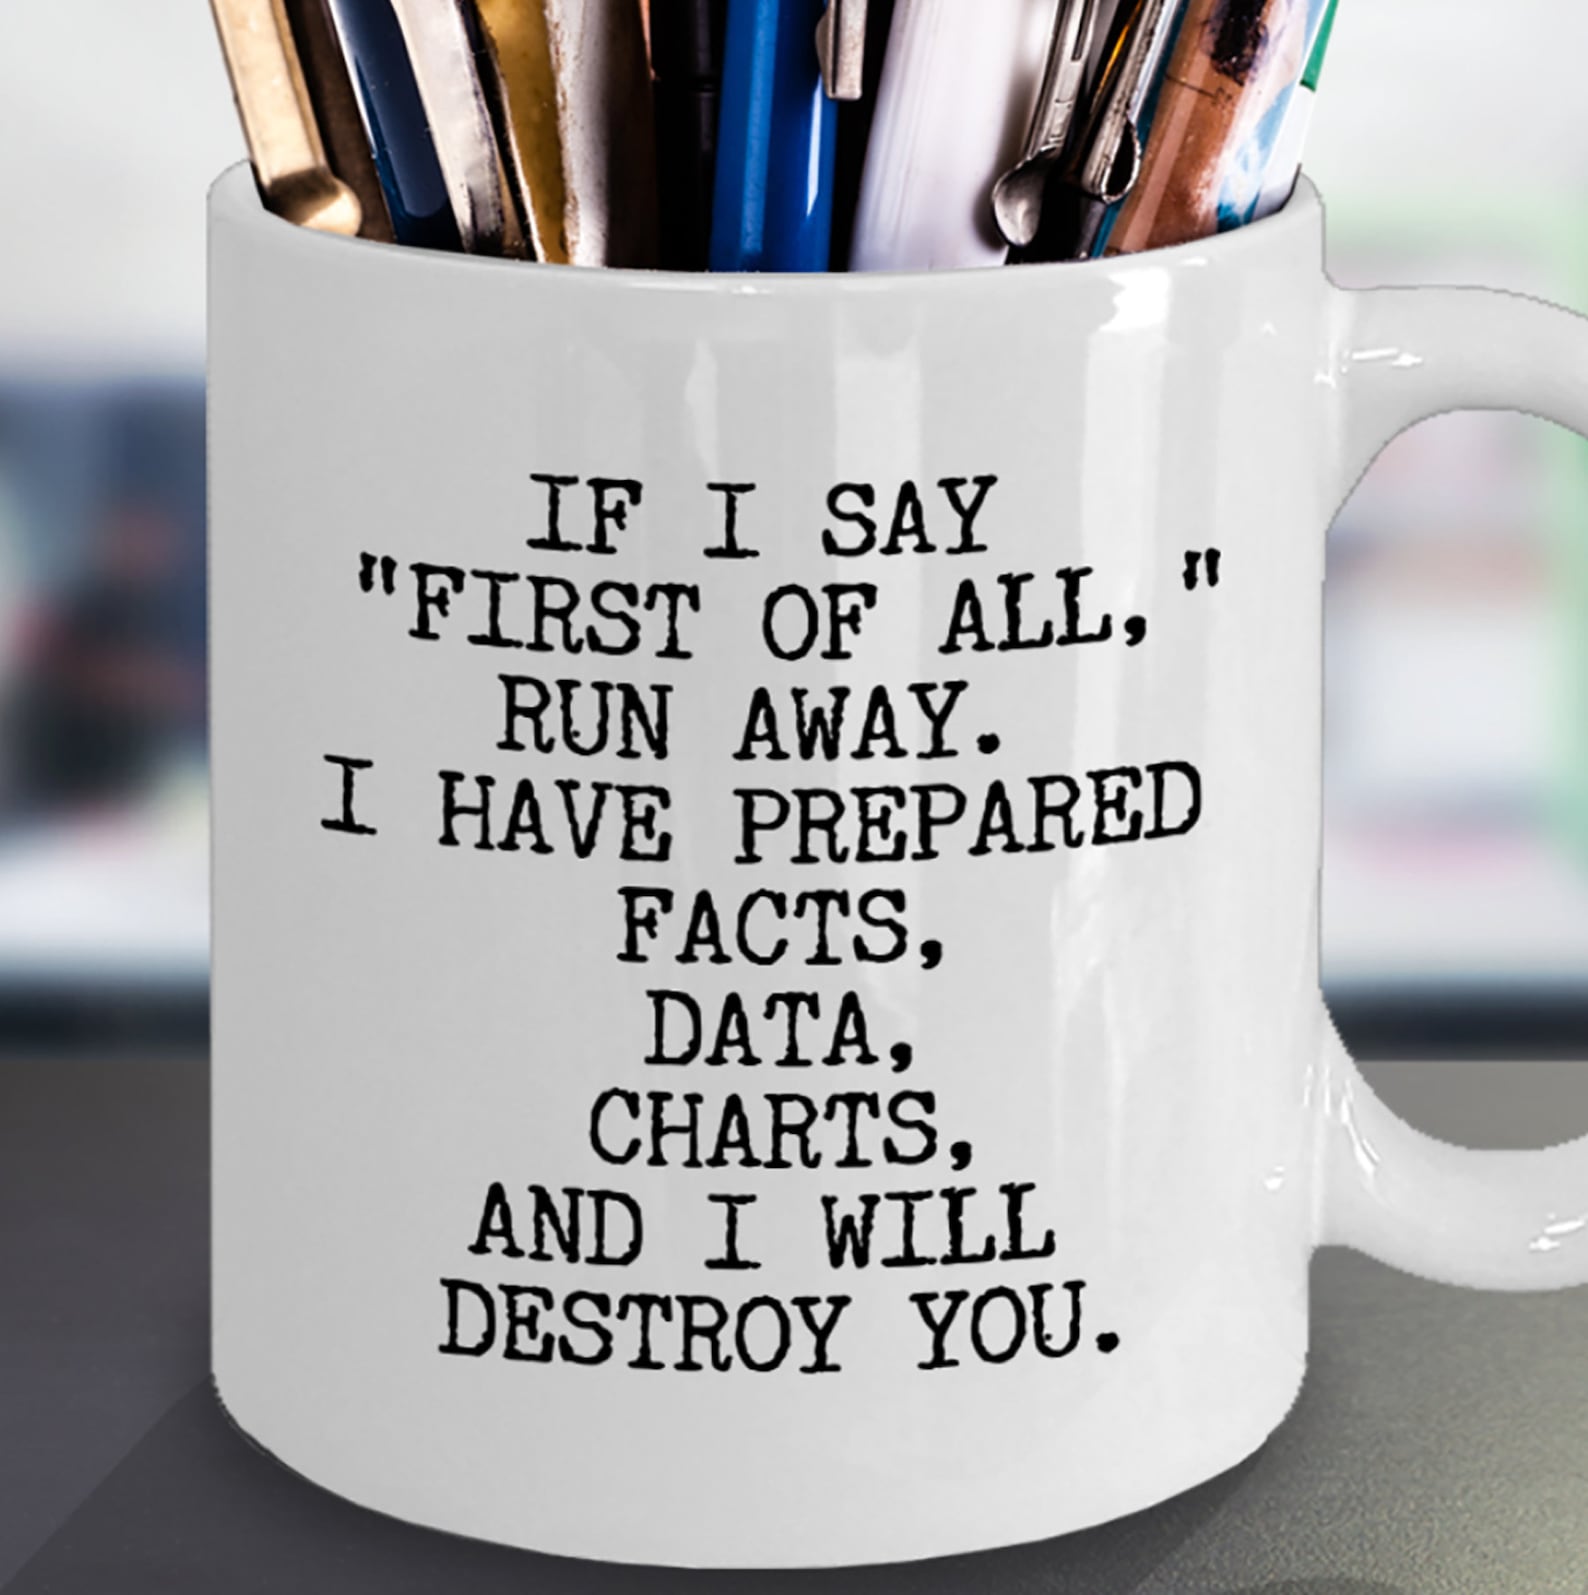 IF I SAY
"FIRST OF ALL,"
RUN AWAY.
I HAVE PREPARED
FACTS,
DATA,
CHARTS,
AND I WILL
DESTROY YOU.